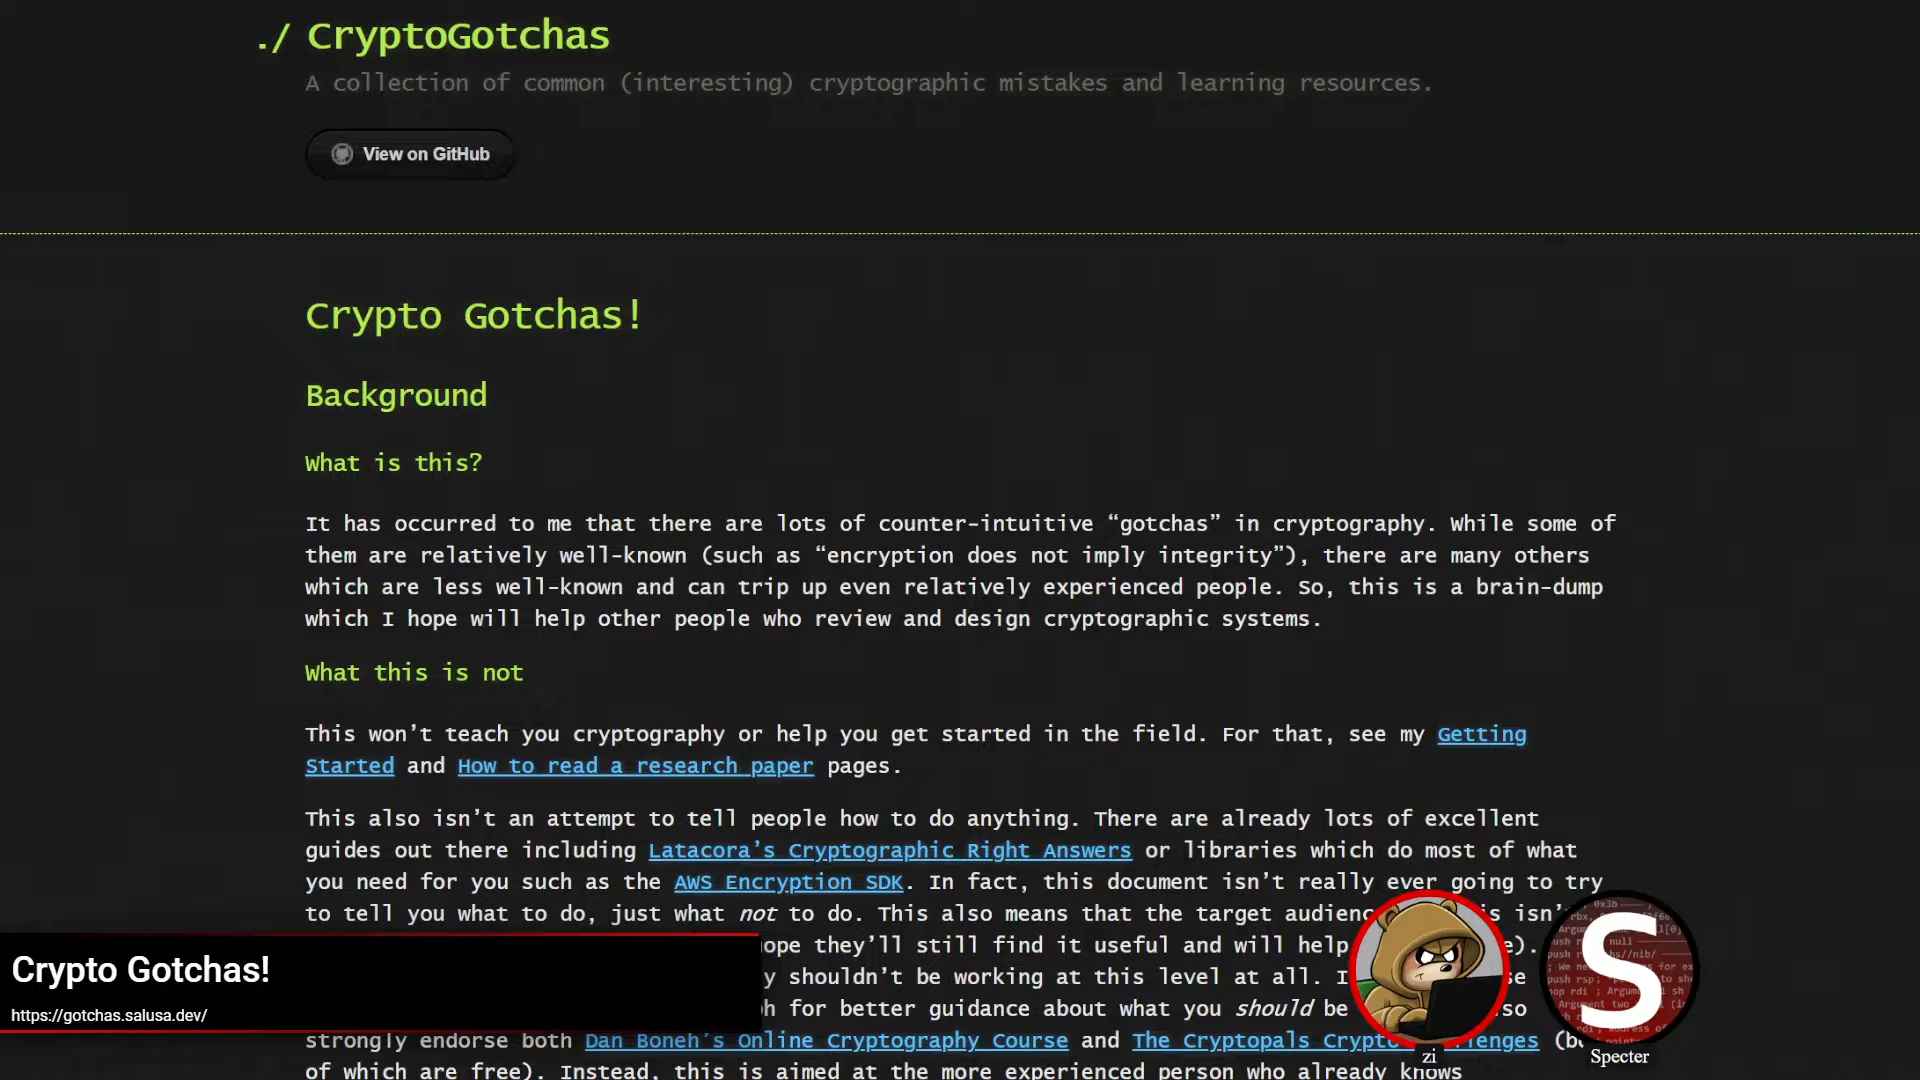 ./ CryptoGotchas
A collection of common (interesting) cryptographic mistakes and learning resources.
View on GitHub
Crypto Gotchas!
Background
What is this?
It has occurred to me that there are lots of counter-intuitive “gotchas” in cryptography. While some of
them are relatively well-known (such as “encryption does not imply integrity”), there are many others
which are less well-known and can trip up even relatively experienced people. So, this is a brain-dump
which I hope will help other people who review and design cryptographic systems.
What this is not
This won’t teach you cryptography or help you get started in the field. For that, see my Getting
Started and How to read a research paper pages.
This also isn’t an attempt to tell people how to do anything. There are already lots of excellent
guides out there including Latacora’s Cryptographic Right Answers or libraries which do most of what
you need for you such as the AWS Encryption SDK. In fact, this document isn’t really ever going to try
to tell you what to do, just what not to do. This also means that the target
they’ll still find it useful and will help
shouldn’t be working at this level at all.
for better guidance about what you should be
strongly endorse both Dan Boneh’s Online Cryptography Course and The Cryptopals
of which are free). Instead, this is aimed at the more experienced person who already knows
Crypto Gotchas!
https://gotchas.salusa.dev/
zi
S
Specter